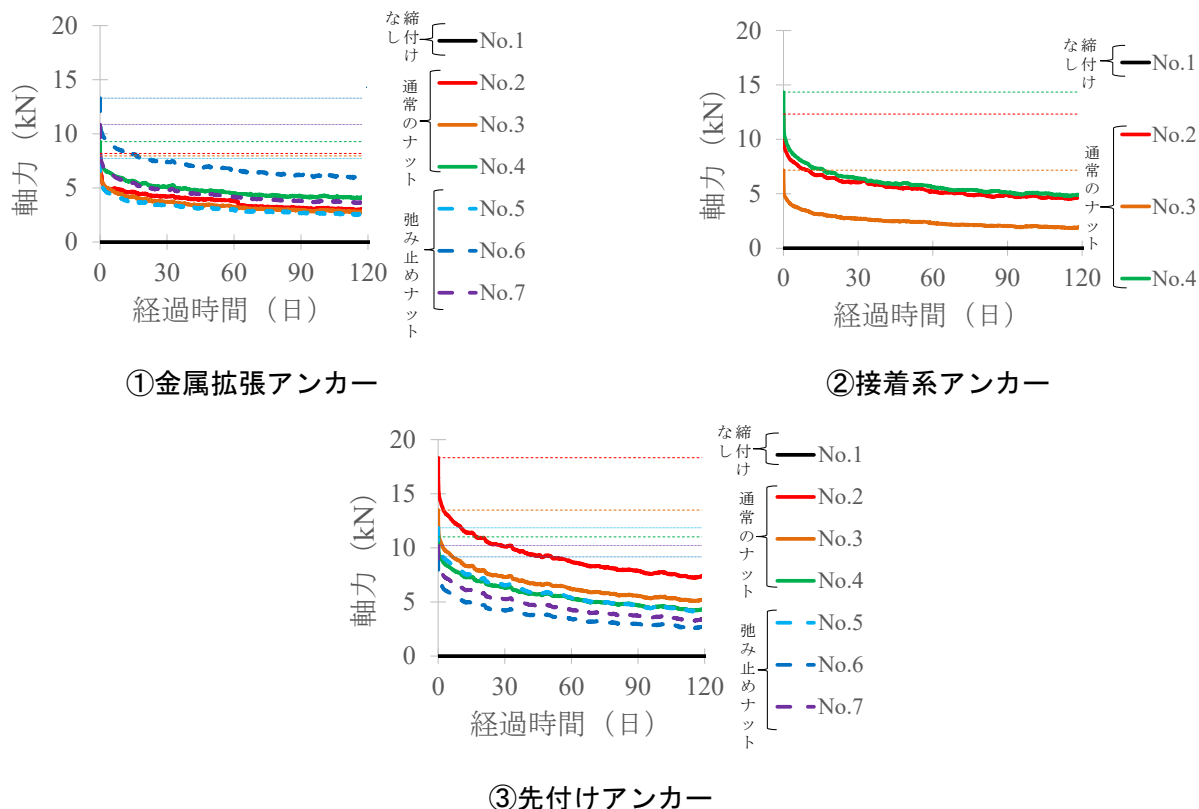 20
15
10
5
0
0
30
60
90
120
軸力 (kN)
経過時間（日）
締付けなし
No.1
通常のナット
No.2
No.3
No.4
弛み止めナット
No.5
No.6
No.7
①金属拡張アンカー
20
15
10
5
0
0
30
60
90
120
軸力 (kN)
経過時間（日）
締付けなし
No.1
通常のナット
No.2
No.3
No.4
②接着系アンカー
20
15
10
5
0
0
30
60
90
120
軸力 (kN)
経過時間（日）
締付けなし
No.1
通常のナット
No.2
No.3
No.4
弛み止めナット
No.5
No.6
No.7
③先付けアンカー